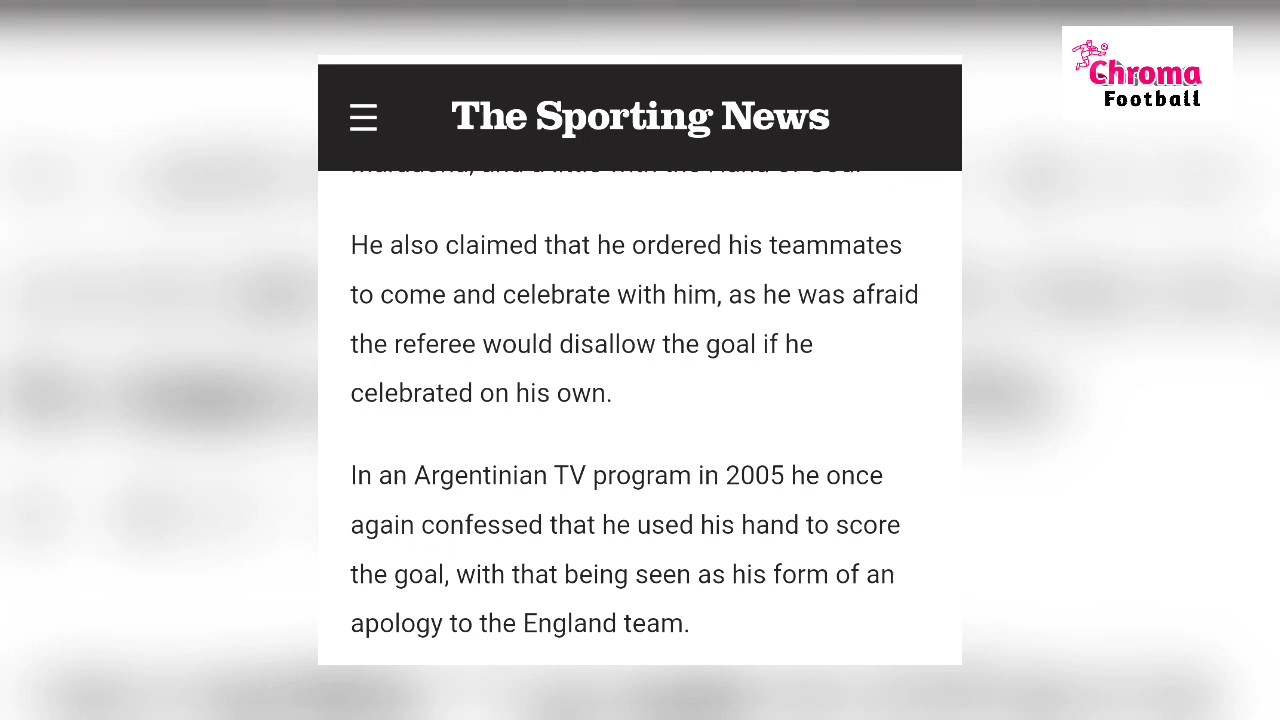 Chroma
Football
The Sporting News
He also claimed that he ordered his teammates
to come and celebrate with him, as he was afraid
the referee would disallow the goal if he
celebrated on his own.
In an Argentinian TV program in 2005 he once
again confessed that he used his hand to score
the goal, with that being seen as his form of an
apology to the England team.